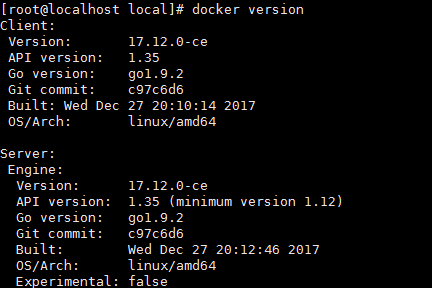 [root@localhost local]# docker version
Client:
 Version:       17.12.0-ce
 API version:   1.35
 Go version:    go1.9.2
 Git commit:    c97c6d6
 Built: Wed Dec 27 20:10:14 2017
 OS/Arch:       linux/amd64

Server:
 Engine:
  Version:      17.12.0-ce
  API version:  1.35 (minimum version 1.12)
  Go version:   go1.9.2
  Git commit:   c97c6d6
  Built:        Wed Dec 27 20:12:46 2017
  OS/Arch:      linux/amd64
  Experimental: false